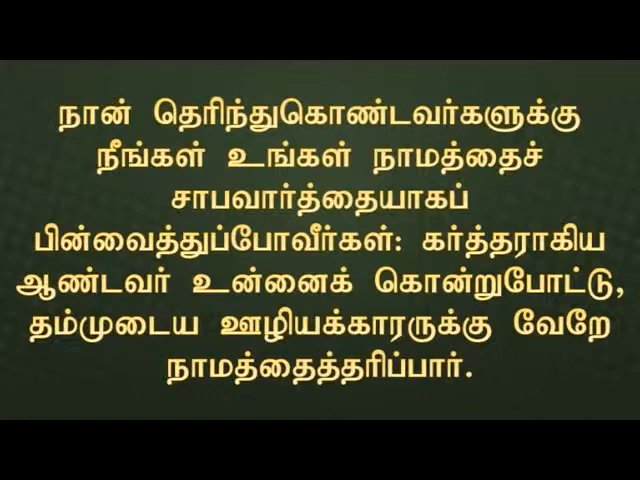 நான் தெரிந்துகொண்டவர்களுக்கு
நீங்கள் உங்கள் நாமத்தைச்
சாபவார்த்தையாகப்
பின்வைத்துப்போவீர்கள்: கர்த்தராகிய
ஆண்டவர் உன்னைக் கொன்றுபோட்டு,
தம்முடைய ஊழியக்காரருக்கு வேறே
நாமத்தைத்தரிப்பார்.